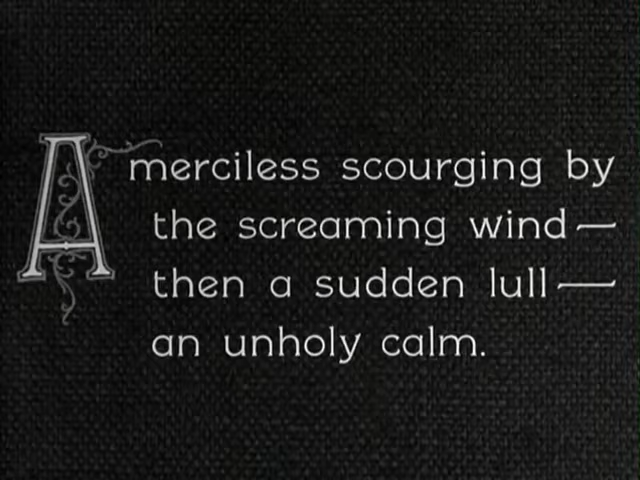 A merciless scourging by
the screaming wind—
then a sudden lull—
an unholy calm.